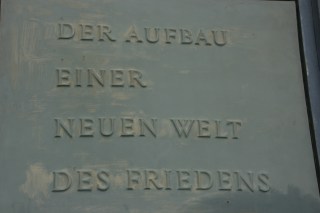 DER AUFBAU
EINER
NEUEN WELT
DES FRIEDENS